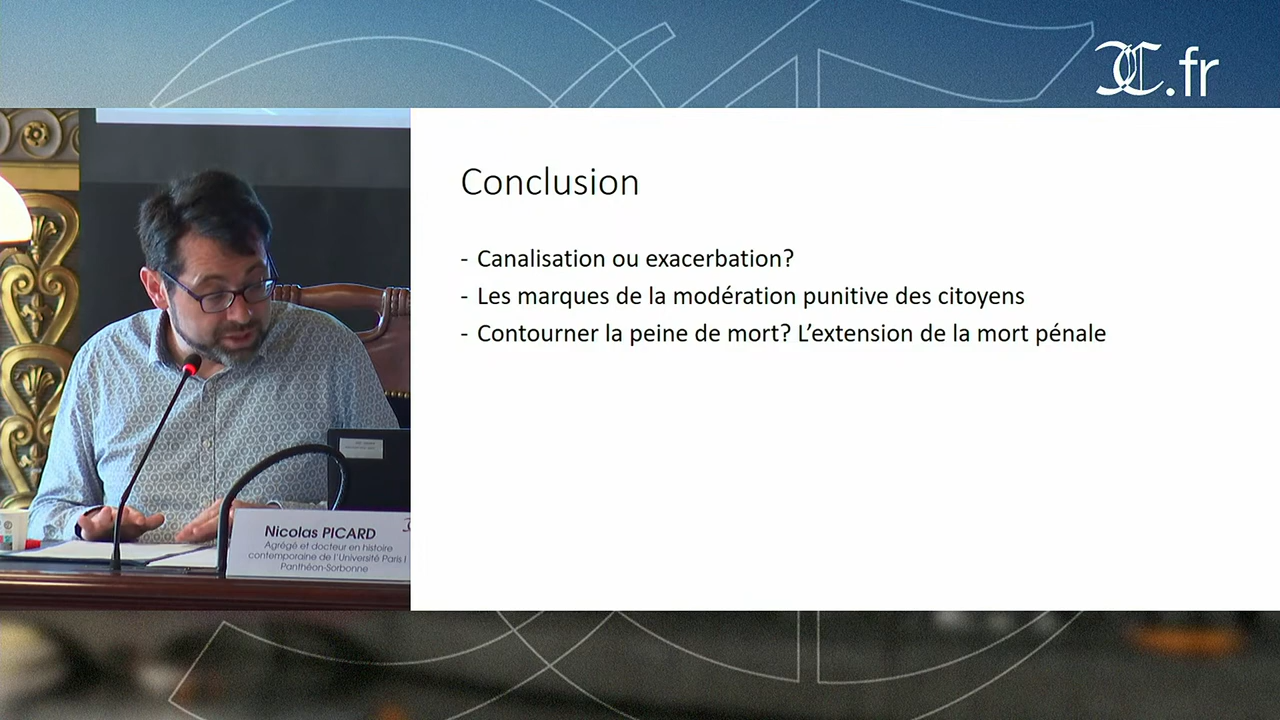 CC.fr
Conclusion
- Canalisation ou exacerbation?
- Les marques de la modération punitive des citoyens
- Contourner la peine de mort? L’extension de la mort pénale
Nicolas PICARD
Agrégé et docteur en histoire
contemporaine de l'Université Paris I
Panthéon-Sorbonne